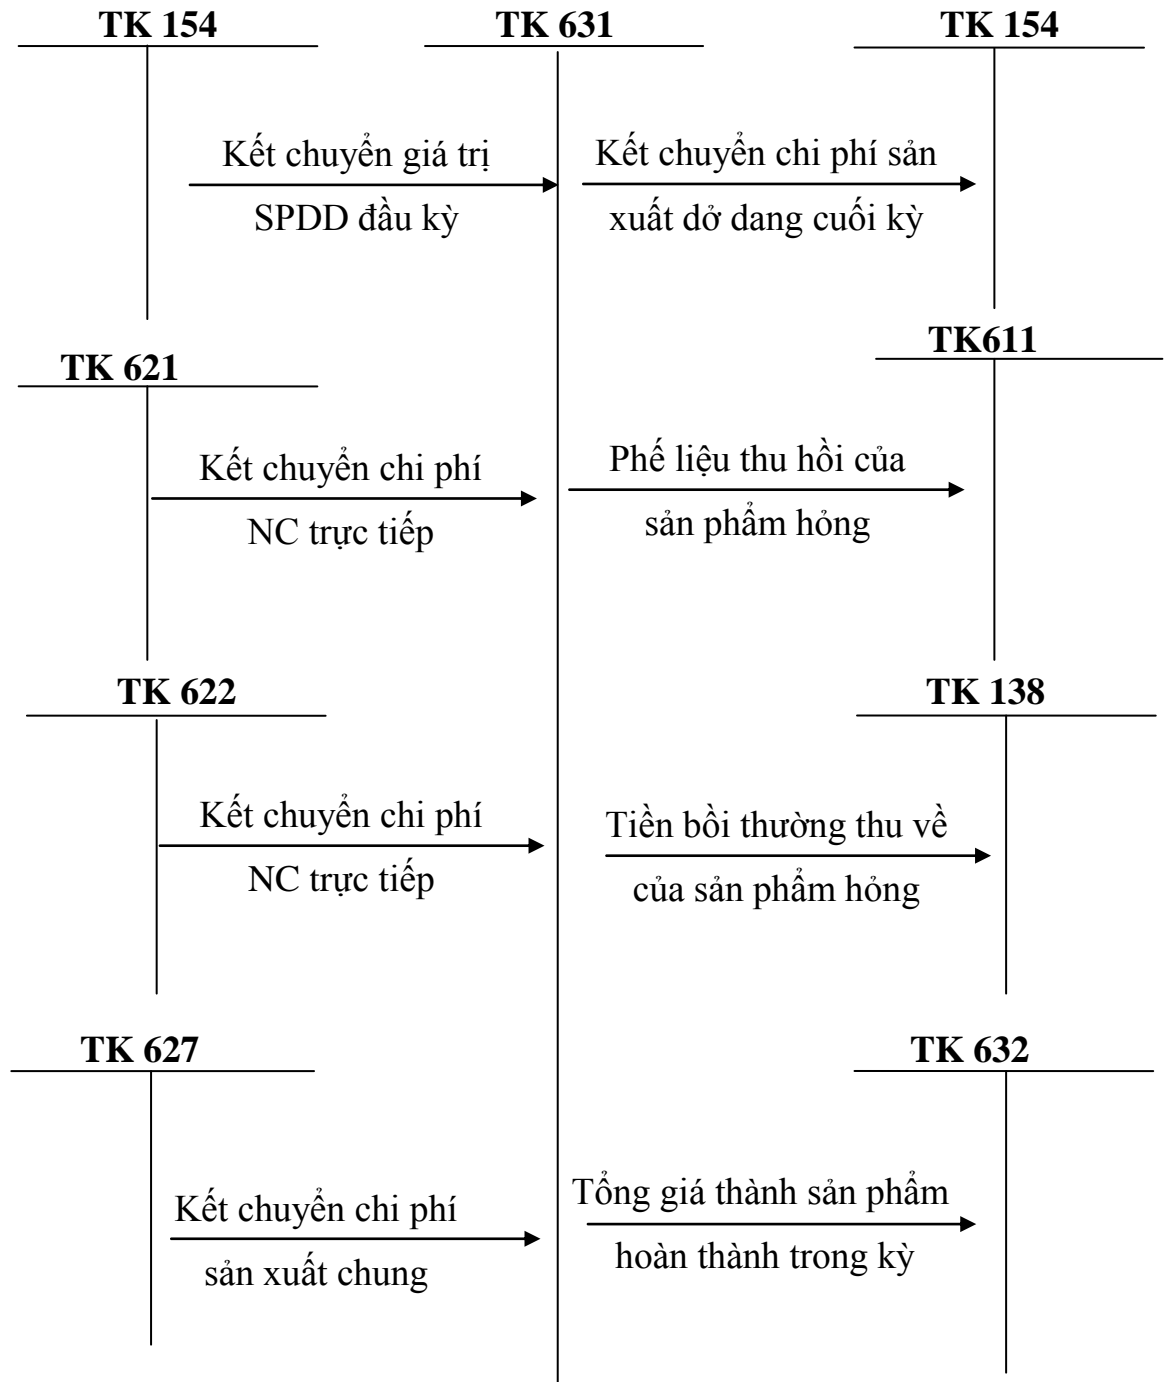 TK 154
TK 631
TK 154
Kết chuyển giá trị
SPDD đầu kỳ
Kết chuyển chi phí sản
xuất dở dang cuối kỳ
TK 621
TK611
Kết chuyển chi phí
NC trực tiếp
Phế liệu thu hồi của
sản phẩm hỏng
TK 622
TK 138
Kết chuyển chi phí
NC trực tiếp
Tiền bồi thường thu về
của sản phẩm hỏng
TK 627
TK 632
Kết chuyển chi phí
sản xuất chung
Tổng giá thành sản phẩm
hoàn thành trong kỳ